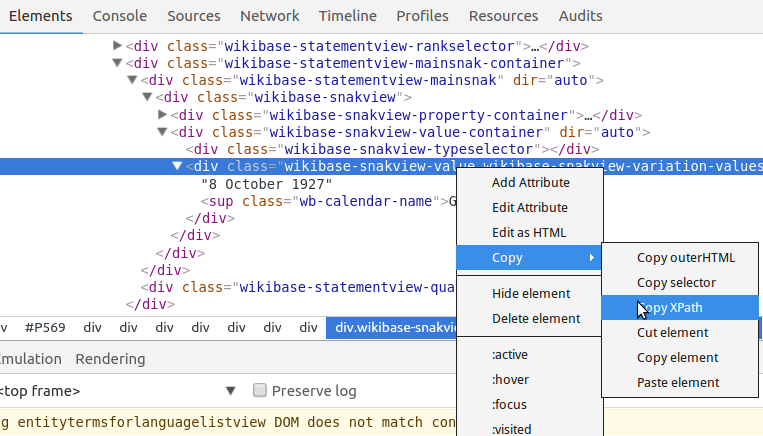 Elements Console Sources Network Timeline Profiles Resources Audits
▶<div class="wikibase-statementview-rankselector">…</div>
▼<div class="wikibase-statementview-mainsnak-container">
▼<div class="wikibase-statementview-mainsnak" dir="auto">
▼<div class="wikibase-snakview">
▶<div class="wikibase-snakview-property-container">…</div>
▼<div class="wikibase-snakview-value-container" dir="auto">
<div class="wikibase-snakview-typeselector"></div>
▼<div class="wikibase-snakview-value wikibase-snakview-variation-values
"8 October 1927"
<sup class="wb-calendar-name">G
</div>
</div>
</div>
</div>
<div class="wikibase-statementview-qua
</div>
Add Attribute
Edit Attribute
Edit as HTML
Copy
Hide element
Delete element
:active
:hover
:focus
:visited
Copy outerHTML
Copy selector
Copy XPath
Cut element
Copy element
Paste element
v #P569 div div div div div div div.wikibase-snakvie
Emulation Rendering
<top frame> ▼ Preserve log
g entitytermsforlanguagelistview DOM does not match con